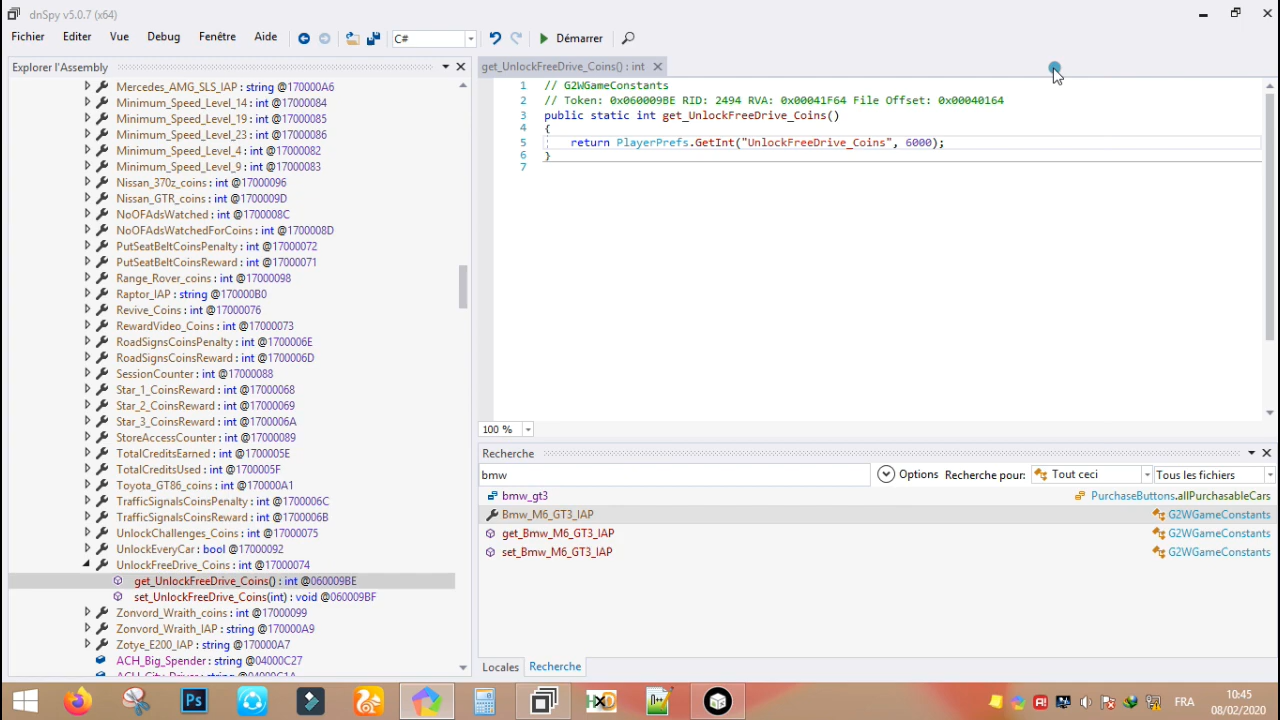 dnSpy v5.0.7 (x64)
Fichier Editer Vue Debug Fenêtre Aide C# Démarrer
Explorer l'Assembly
Mercedes_AMG_SLS_IAP : string @170000A6
Minimum_Speed_Level_14 : int @17000084
Minimum_Speed_Level_19 : int @17000085
Minimum_Speed_Level_23 : int @17000086
Minimum_Speed_Level_4 : int @17000082
Minimum_Speed_Level_9 : int @17000083
Nissan_370z_coins : int @17000096
Nissan_GTR_coins : int @1700009D
NoOFAdsWatched : int @1700008C
NoOFAdsWatchedForCoins : int @1700008D
PutSeatBeltCoinsPenalty : int @17000072
PutSeatBeltCoinsReward : int @17000071
Range_Rover_coins : int @17000098
Raptor_IAP : string @170000B0
Revive_Coins : int @17000076
RewardVideo_Coins : int @17000073
RoadSignsCoinsPenalty : int @1700006E
RoadSignsCoinsReward : int @1700006D
SessionCounter : int @17000088
Star_1_CoinsReward : int @17000068
Star_2_CoinsReward : int @17000069
Star_3_CoinsReward : int @1700006A
StoreAccessCounter : int @17000089
TotalCreditsEarned : int @1700005E
TotalCreditsUsed : int @1700005F
Toyota_GT86_coins : int @170000A1
TrafficSignalsCoinsPenalty : int @1700006C
TrafficSignalsCoinsReward : int @1700006B
UnlockChallenges_Coins : int @17000075
UnlockEveryCar : bool @17000092
UnlockFreeDrive_Coins : int @17000074
get_UnlockFreeDrive_Coins() : int @060009BE
set_UnlockFreeDrive_Coins(int) : void @060009BF
Zonvord_Wraith_coins : int @17000099
Zonvord_Wraith_IAP : string @170000A9
Zotye_E200_IAP : string @170000A7
ACH_Big_Spender : string @04000C27
ACH_City_Driver : string @04000C1A
get_UnlockFreeDrive_Coins() : int
1 // G2WGameConstants
2 // Token: 0x060009BE RID: 2494 RVA: 0x00041F64 File Offset: 0x00040164
3 public static int get_UnlockFreeDrive_Coins()
4 {
5 return PlayerPrefs.GetInt("UnlockFreeDrive_Coins", 6000);
6 }
7
100 %
Recherche
bmw Options Recherche pour: Tout ceci Tous les fichiers
bmw_gt3 PurchaseButtons.allPurchasableCars
Bmw_M6_GT3_IAP G2WGameConstants
get_Bmw_M6_GT3_IAP G2WGameConstants
set_Bmw_M6_GT3_IAP G2WGameConstants
Locales Recherche
Ps HXD FRA 10:45
08/02/2020